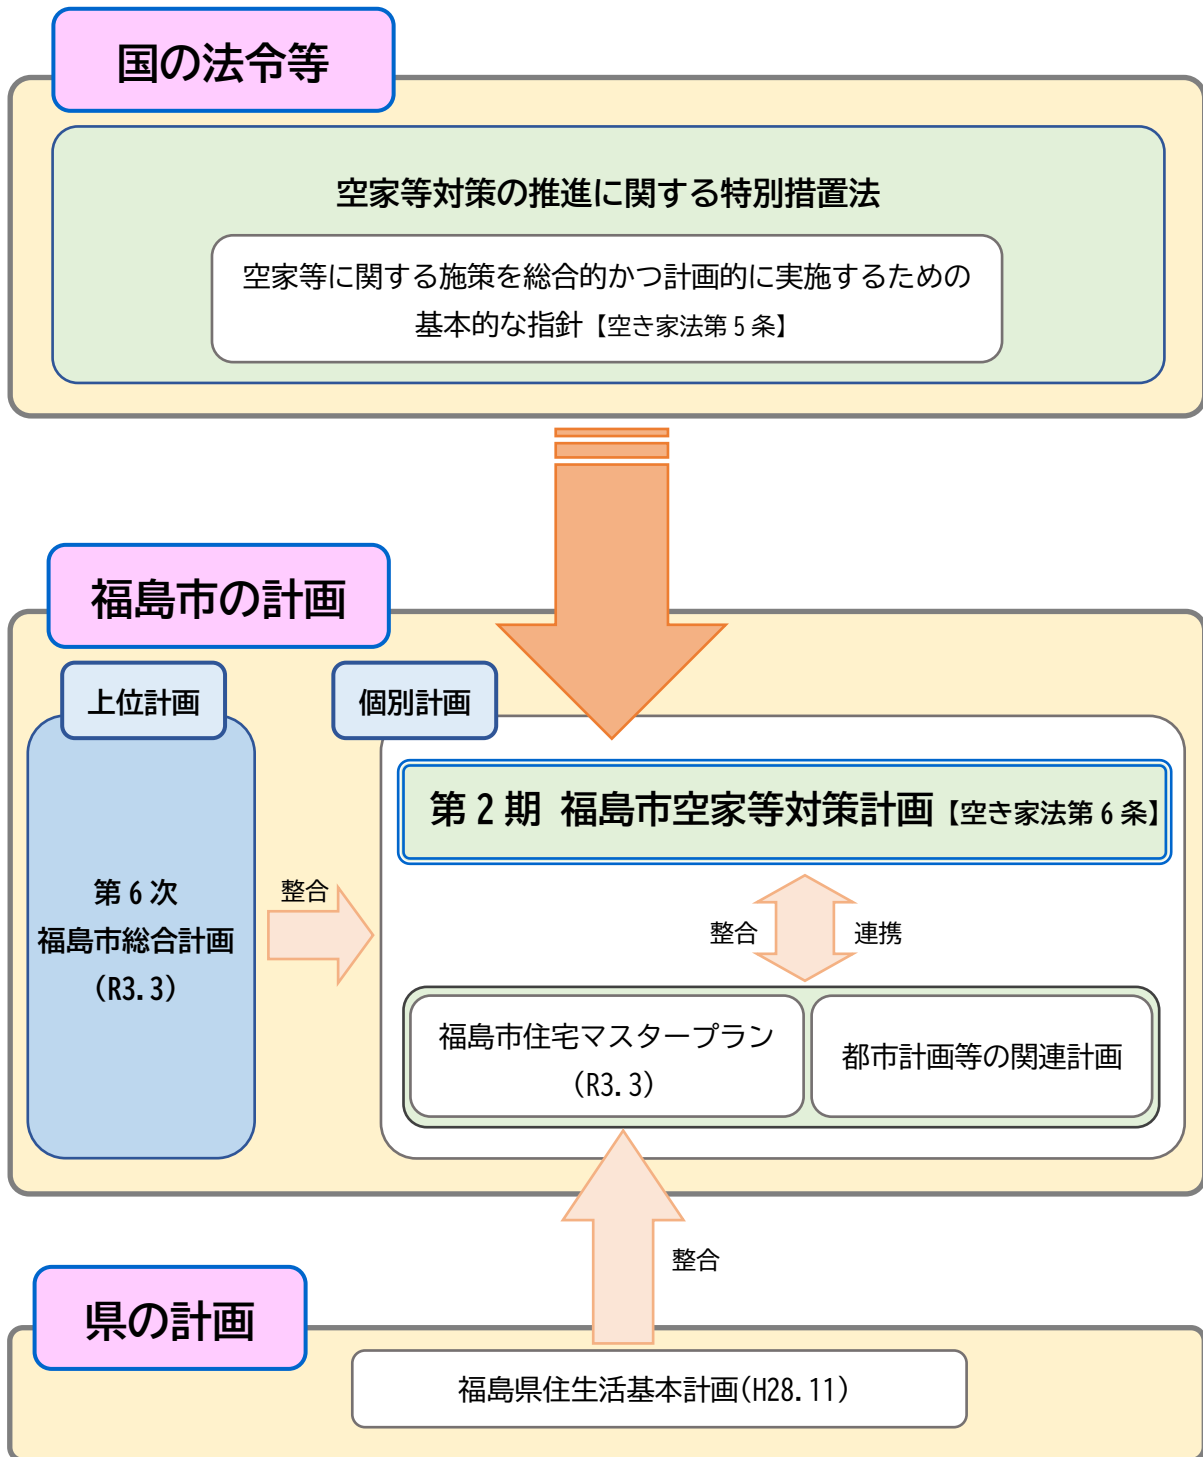 国の法令等
空家等対策の推進に関する特別措置法
空家等に関する施策を総合的かつ計画的に実施するための
基本的な指針【空き家法第5条】
福島市の計画
上位計画
第6次
福島市総合計画
(R3.3)
整合
個別計画
第2期 福島市空家等対策計画【空き家法第6条】
整合
連携
福島市住宅マスタープラン
(R3.3)
都市計画等の関連計画
整合
県の計画
福島県住生活基本計画(H28.11)